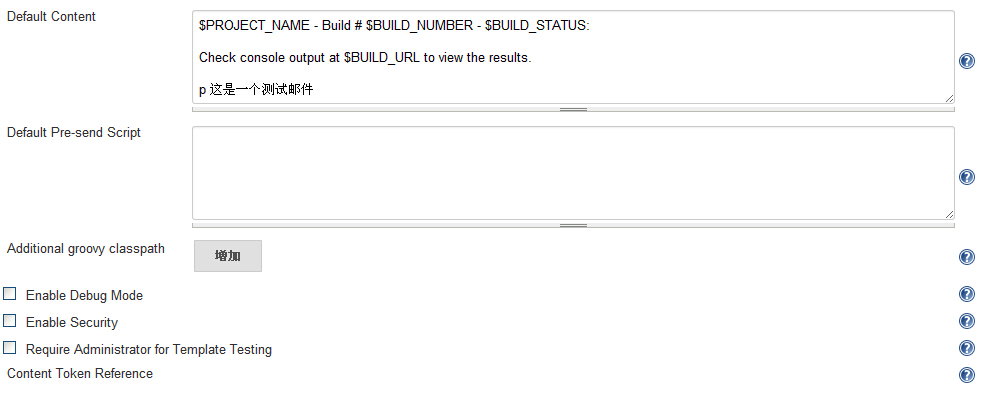 Default Content
$PROJECT_NAME - Build # $BUILD_NUMBER - $BUILD_STATUS:
Check console output at $BUILD_URL to view the results.
p 这是一个测试邮件
Default Pre-send Script
Additional groovy classpath
增加
Enable Debug Mode
Enable Security
Require Administrator for Template Testing
Content Token Reference